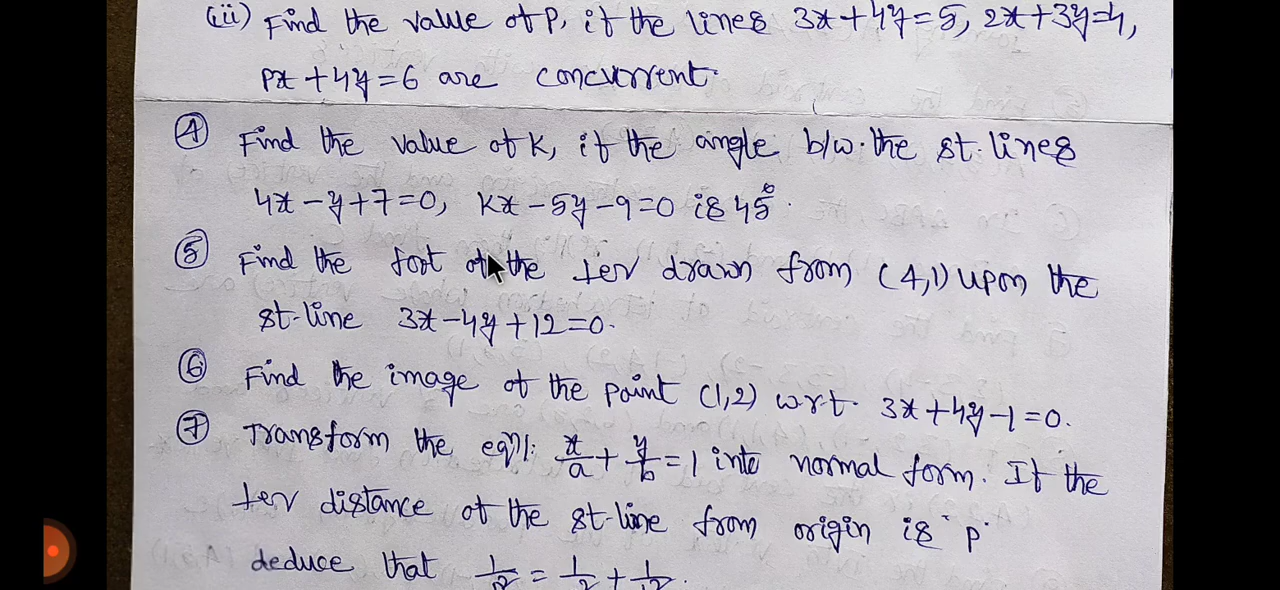 (ii) Find the value of P, if the lines 3x+4y=5, 2x+3y=4,
px+4y=6 are concurrent
④ Find the value of K, if the angle b/w. the st. lines
4x-y+7=0, Kx-5y-9=0 is 45°.
⑤ Find the foot of the ⊥er drawn from (4,1) upon the
st-line 3x-4y+12=0.
⑥ Find the image of the point (1,2) w.r.t. 3x+4y-1=0.
⑦ Transform the eqn: x/a + y/b = 1 into normal form. If the
⊥er distance of the st-line from origin is 'p'
deduce that